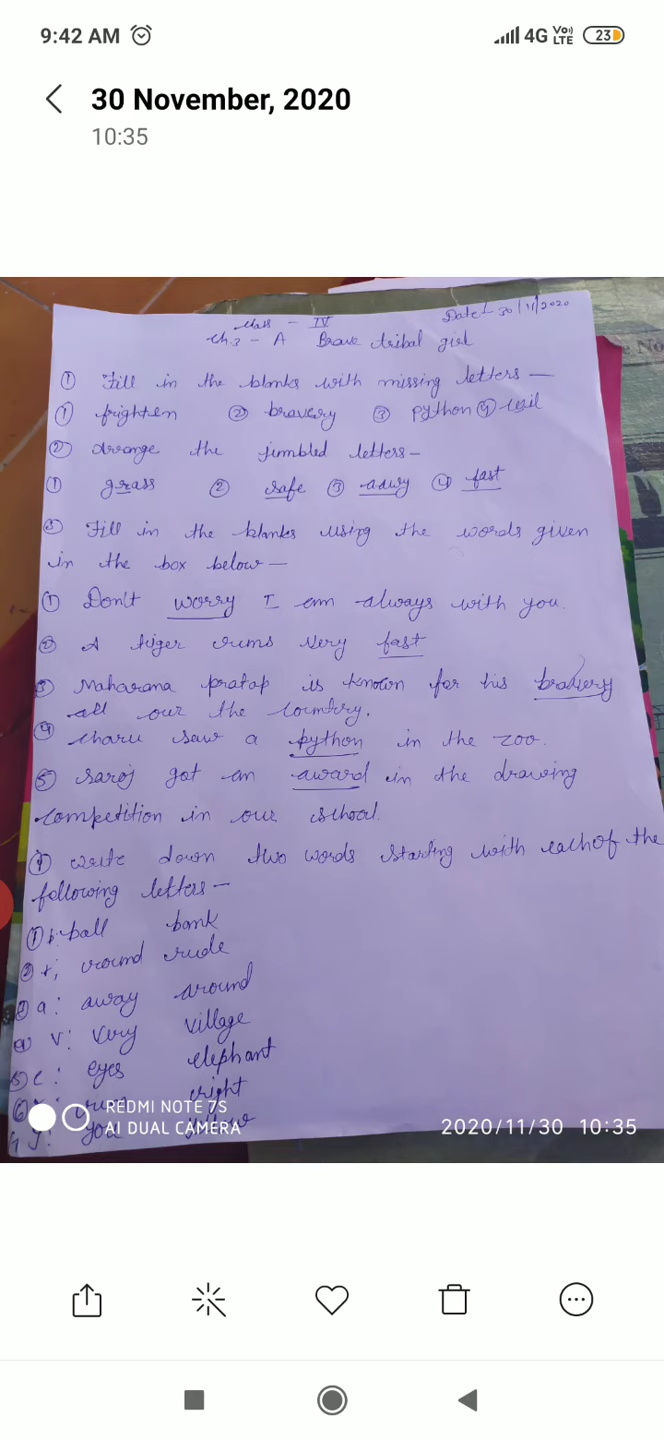 9:42 AM 4G Vo) LTE 23
30 November, 2020
10:35
Date - 30/11/2020
Class - IV
Ch.3 - A Brave tribal girl
① Fill in the blanks with missing letters —
① frighten ② bravery ③ python ④
② arrange the jumbled letters -
① grass ② safe ③ ④ fast
③ Fill in the blanks using the words given
in the box below —
① Don't worry I am always with you.
② A tiger runs very fast
③ Maharana pratap is known for his bravery
all our the country.
④ charu saw a python in the zoo.
⑤ saroj got an award in the drawing
competition in our school.
④ write down two words starting with each of the
following letters —
① b: ball bank
② r; round rude
③ a: away around
④ v: very village
⑤ e: eyes elephant
⑥ right
you
REDMI NOTE 7S
AI DUAL CAMERA
2020/11/30 10:35